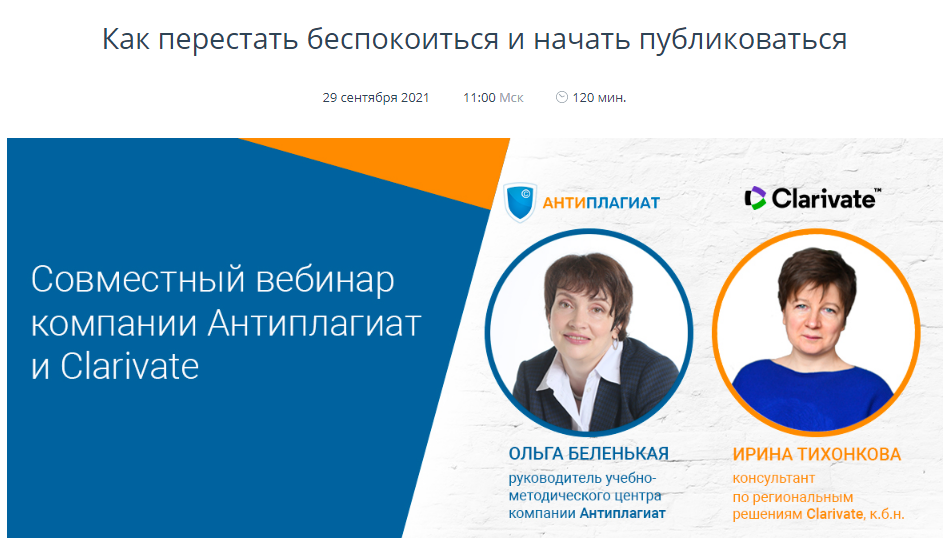 Как перестать беспокоиться и начать публиковаться
29 сентября 2021 11:00 Мск 120 мин.
Совместный вебинар
компании Антиплагиат
и Clarivate
©
АНТИПЛАГИАТ
Clarivate™
ОЛЬГА БЕЛЕНЬКАЯ
руководитель учебно-
методического центра
компании Антиплагиат
ИРИНА ТИХОНКОВА
консультант
по региональным
решениям Clarivate, к.б.н.